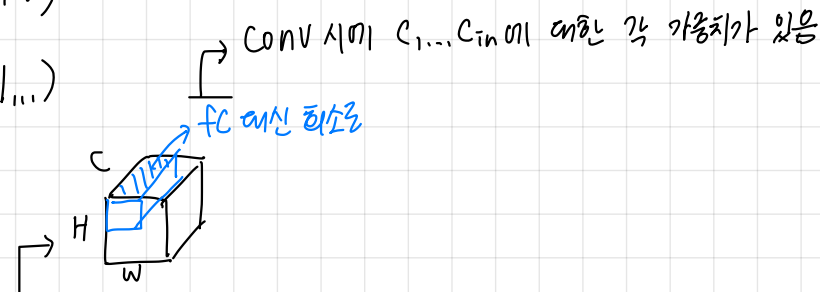 Conv 시에 C1,...Cin에 대한 각 가중치가 있음
1,...)
fC 대신 희소로
C
H
W